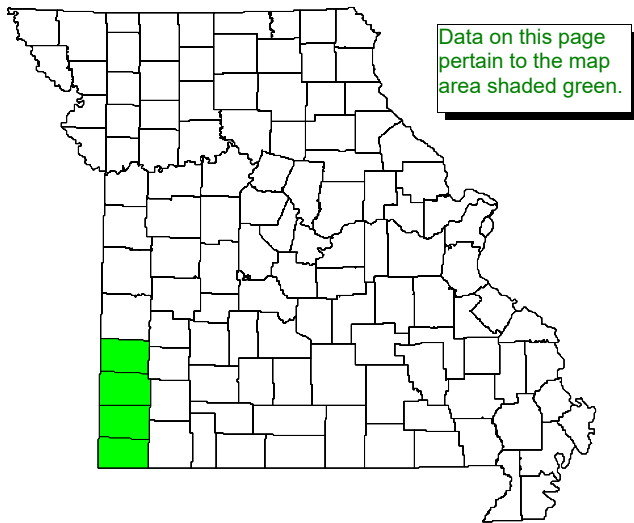 Data on this page
pertain to the map
area shaded green.